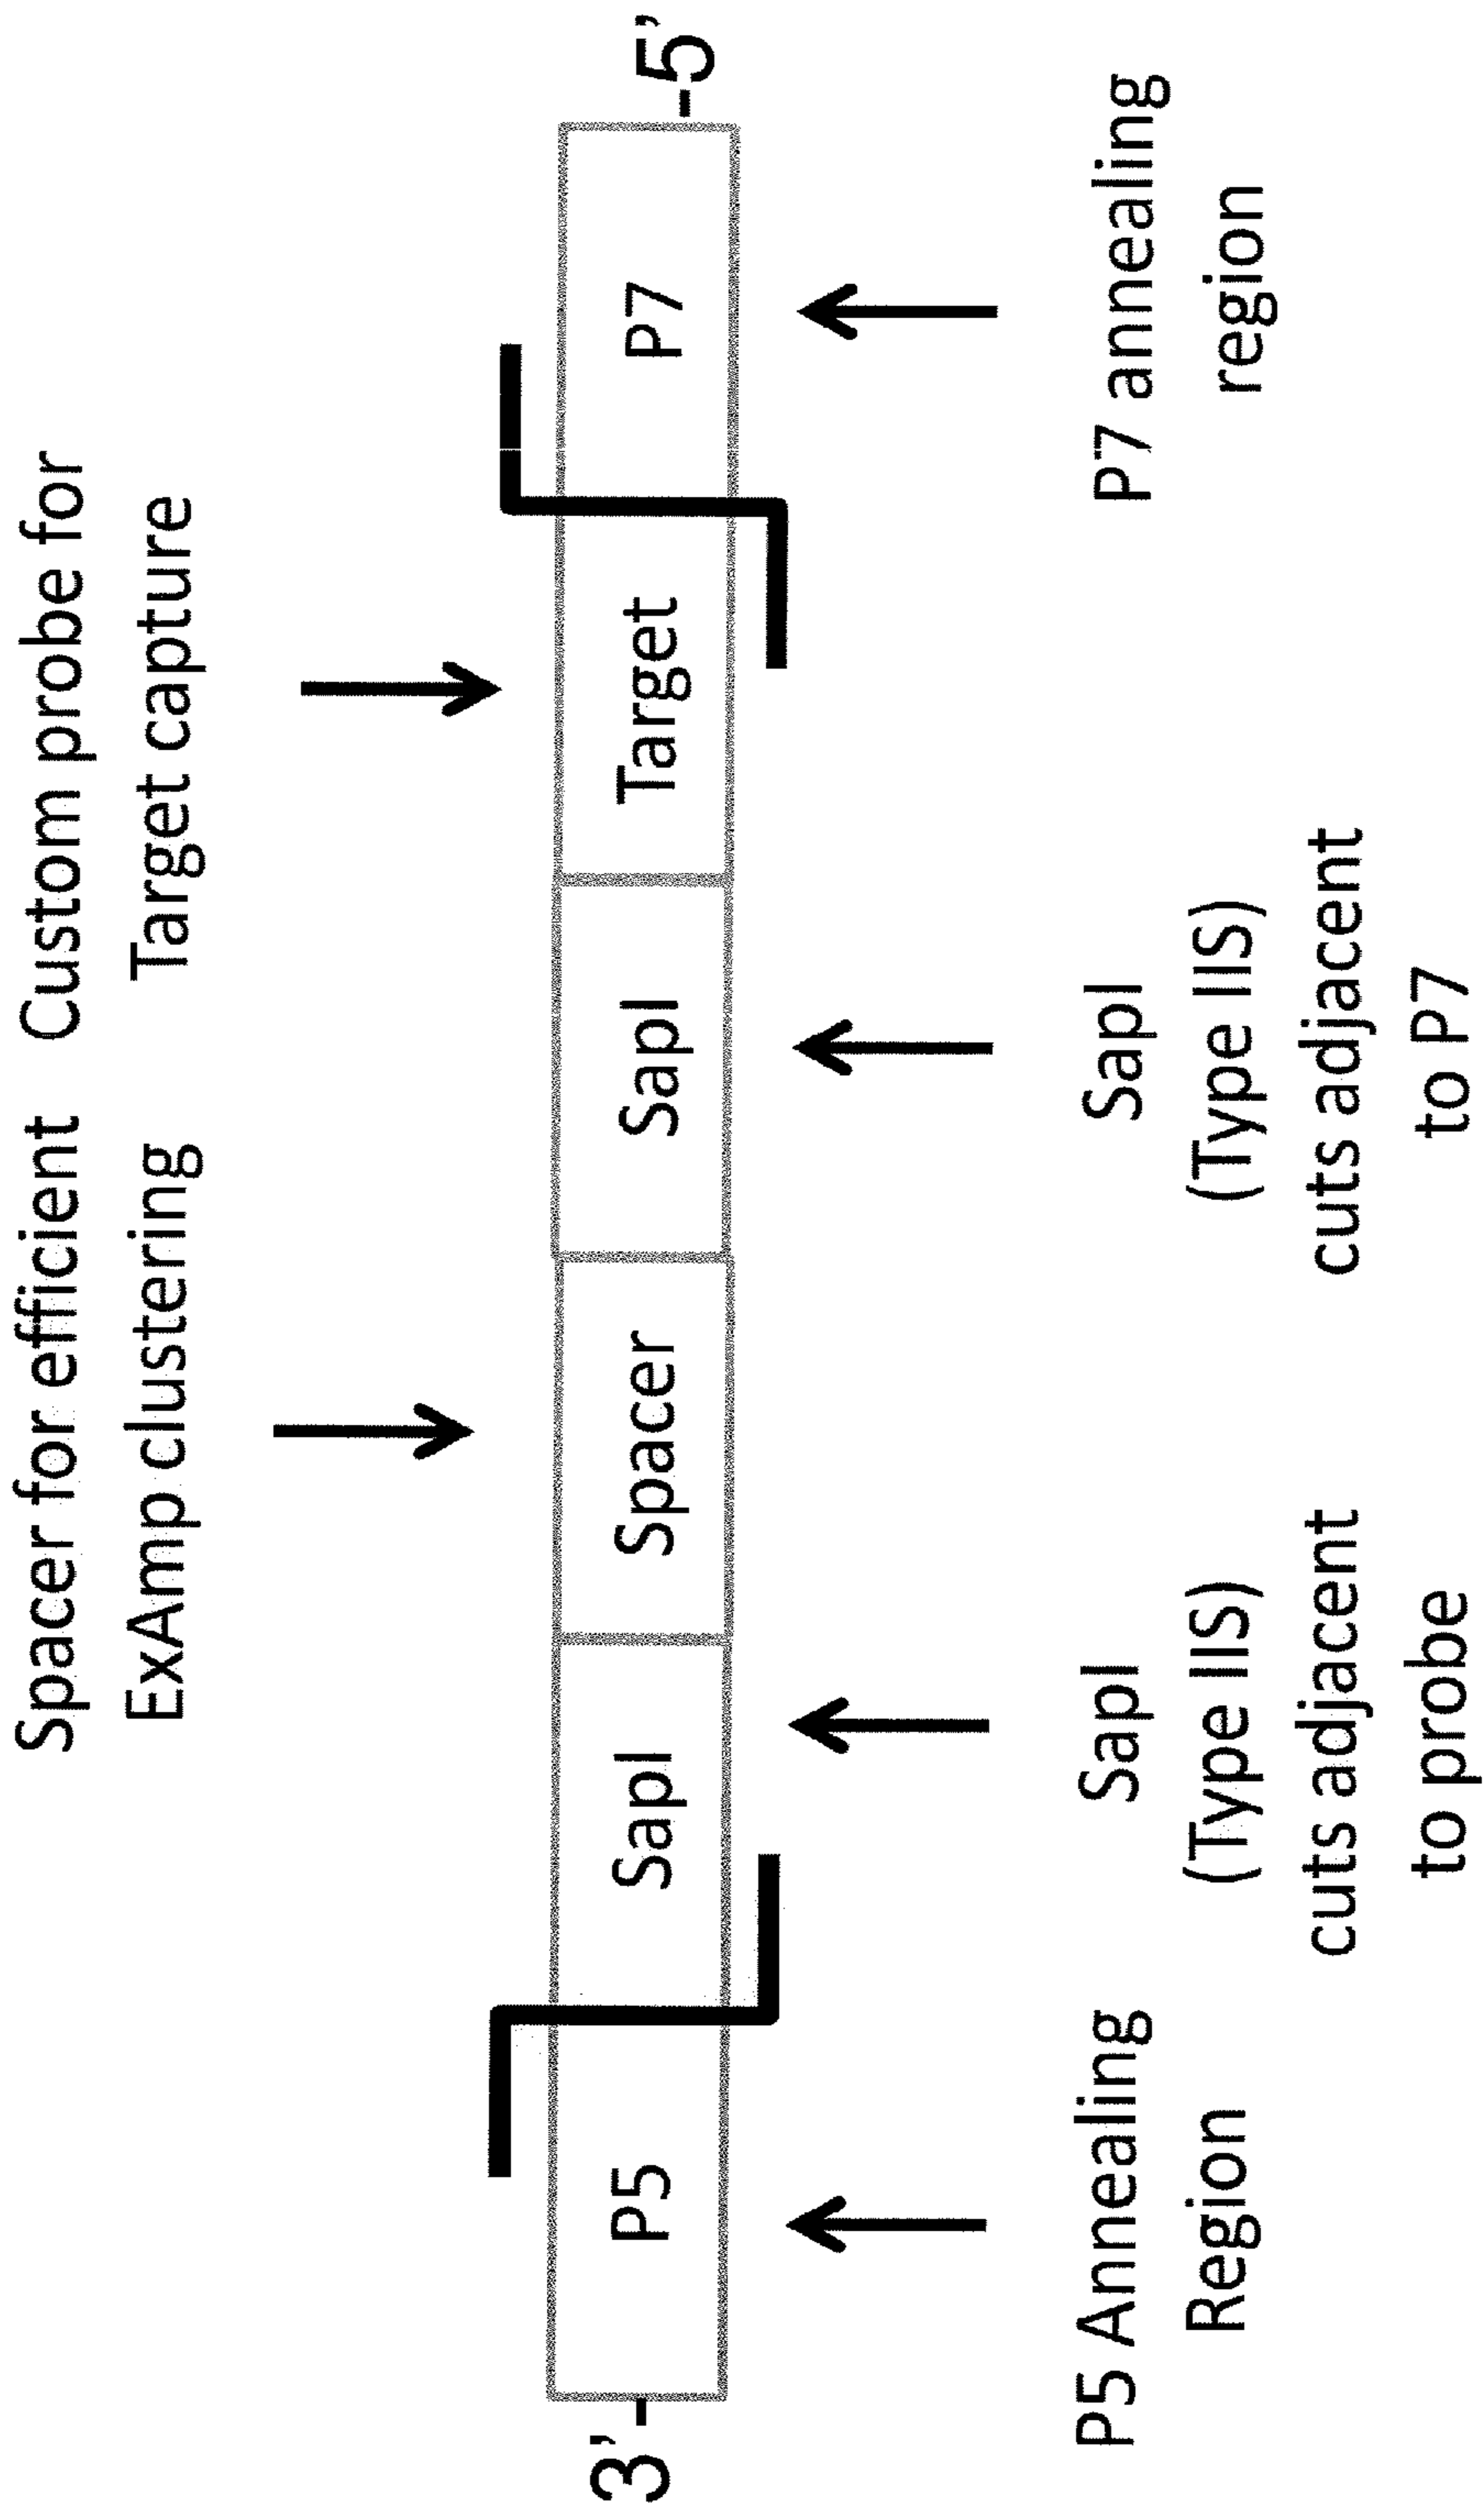 Spacer for efficient
ExAmp clustering
Custom probe for
Target capture
3’-
P5
SapI
Spacer
SapI
Target
P7
-5’
P5 Annealing
Region
SapI
(Type IIS)
cuts adjacent
to probe
SapI
(Type IIS)
cuts adjacent
to P7
P7 annealing
region